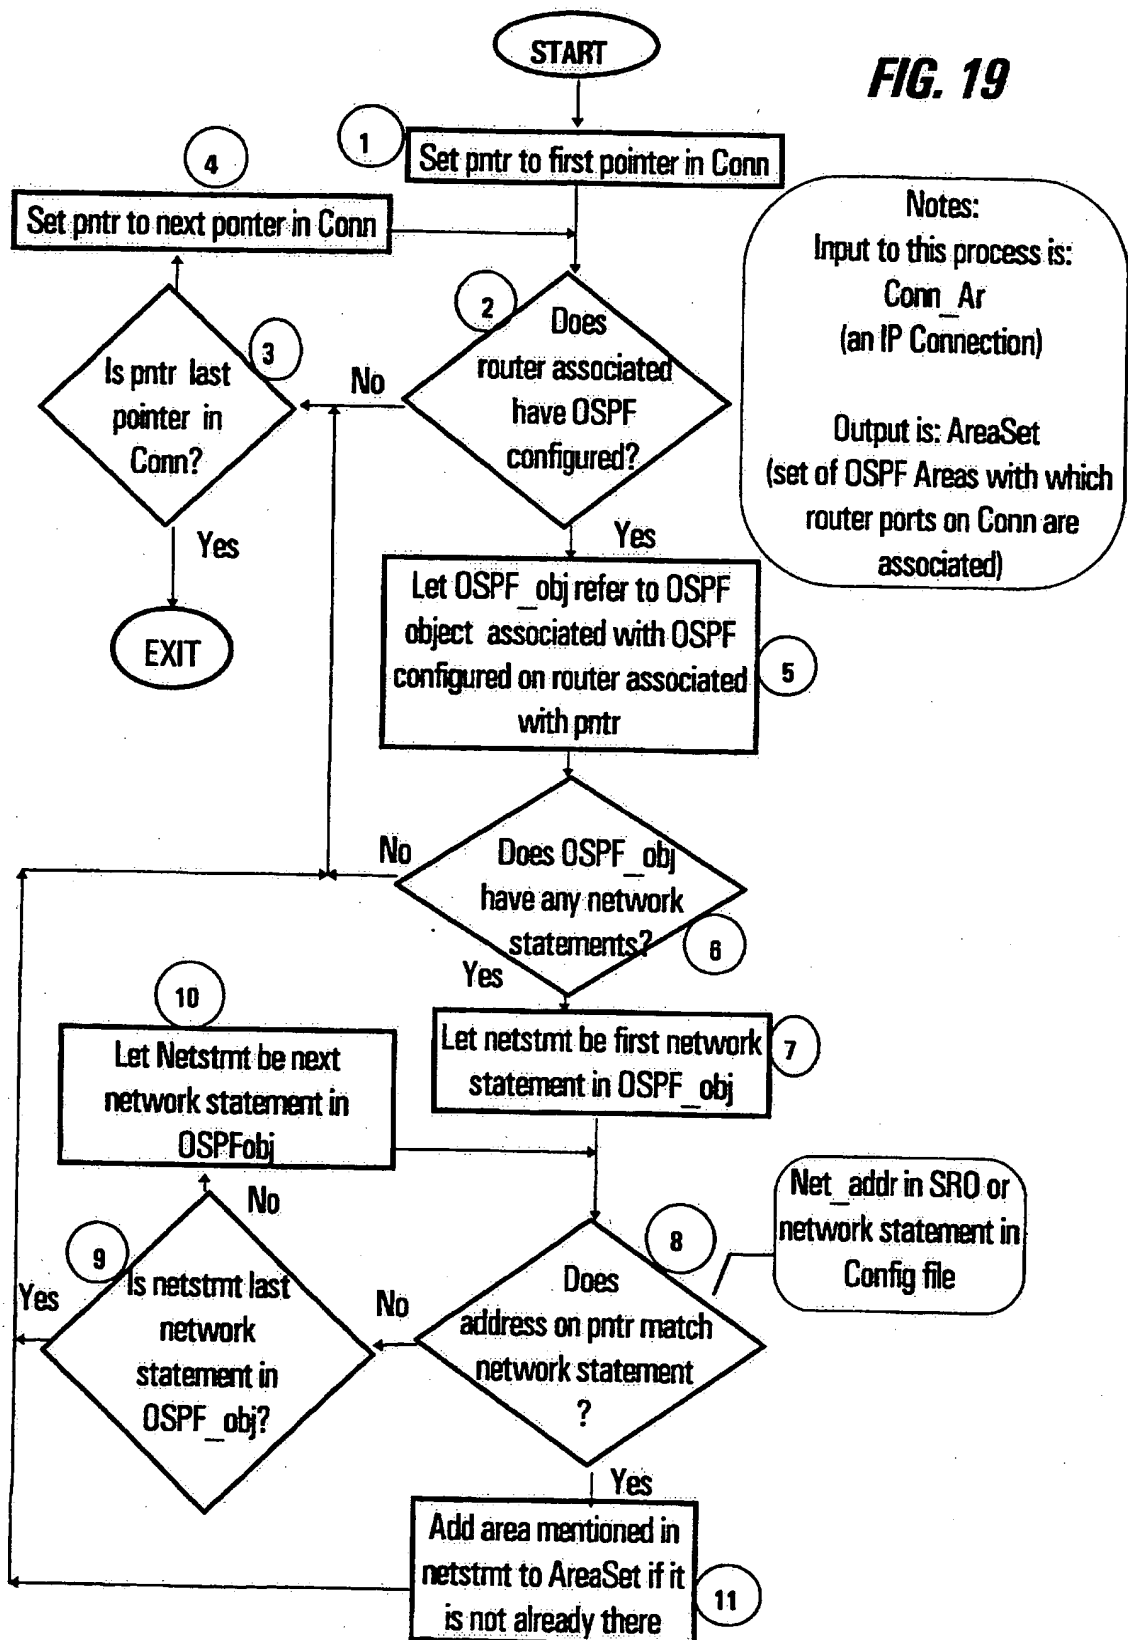 START
FIG. 19
1
Set pntr to first pointer in Conn
4
Set pntr to next ponter in Conn
Notes:
Input to this process is:
Conn_Ar
(an IP Connection)
Output is: AreaSet
(set of OSPF Areas with which
router ports on Conn are
associated)
2
Does
router associated
have OSPF
configured?
No
Yes
3
Is pntr last
pointer in
Conn?
Yes
EXIT
Let OSPF_obj refer to OSPF
object associated with OSPF
configured on router associated
with pntr
5
No
Does OSPF_obj
have any network
statements?
6
Yes
10
Let Netstmt be next
network statement in
OSPFobj
Let netstmt be first network
statement in OSPF_obj
7
No
Net_addr in SRO or
network statement in
Config file
9
Is netstmt last
network
statement in
OSPF_obj?
Yes
No
8
Does
address on pntr match
network statement
?
Yes
Add area mentioned in
netstmt to AreaSet if it
is not already there
11